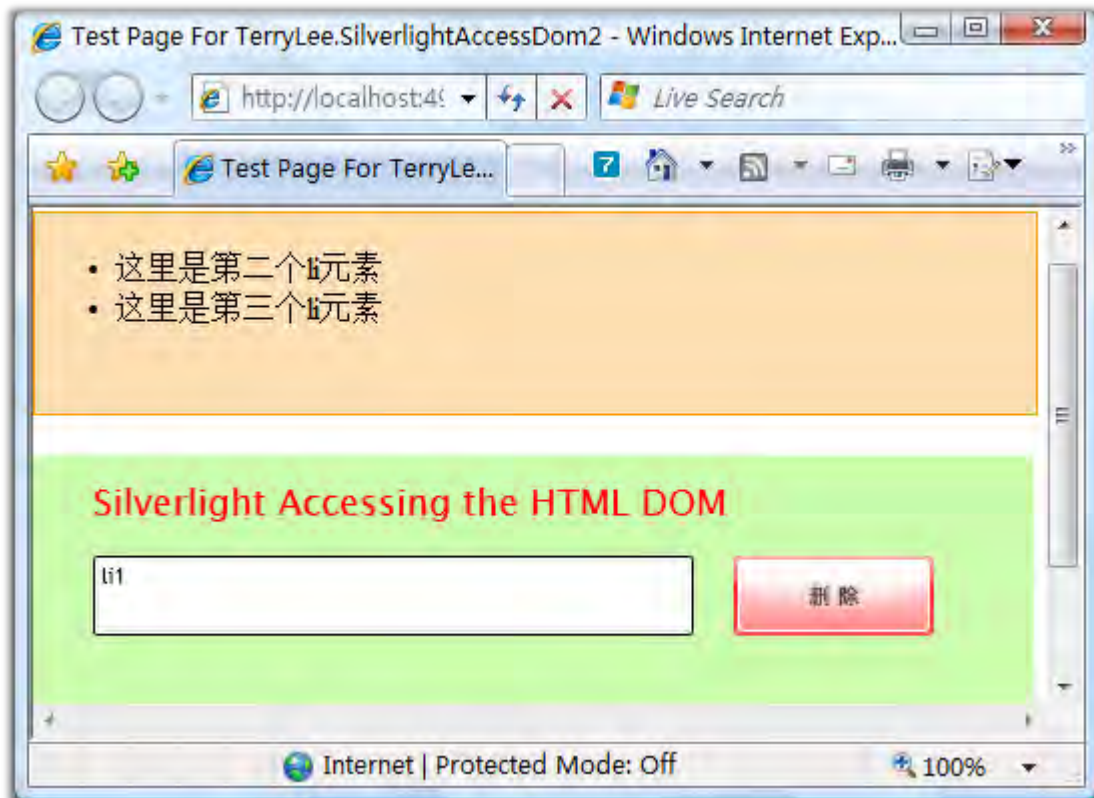 Test Page For TerryLee.SilverlightAccessDom2 - Windows Internet Exp...
http://localhost:49
Live Search
Test Page For TerryLe...
7
• 这里是第二个li元素
• 这里是第三个li元素
Silverlight Accessing the HTML DOM
li1
删 除
Internet | Protected Mode: Off
100%